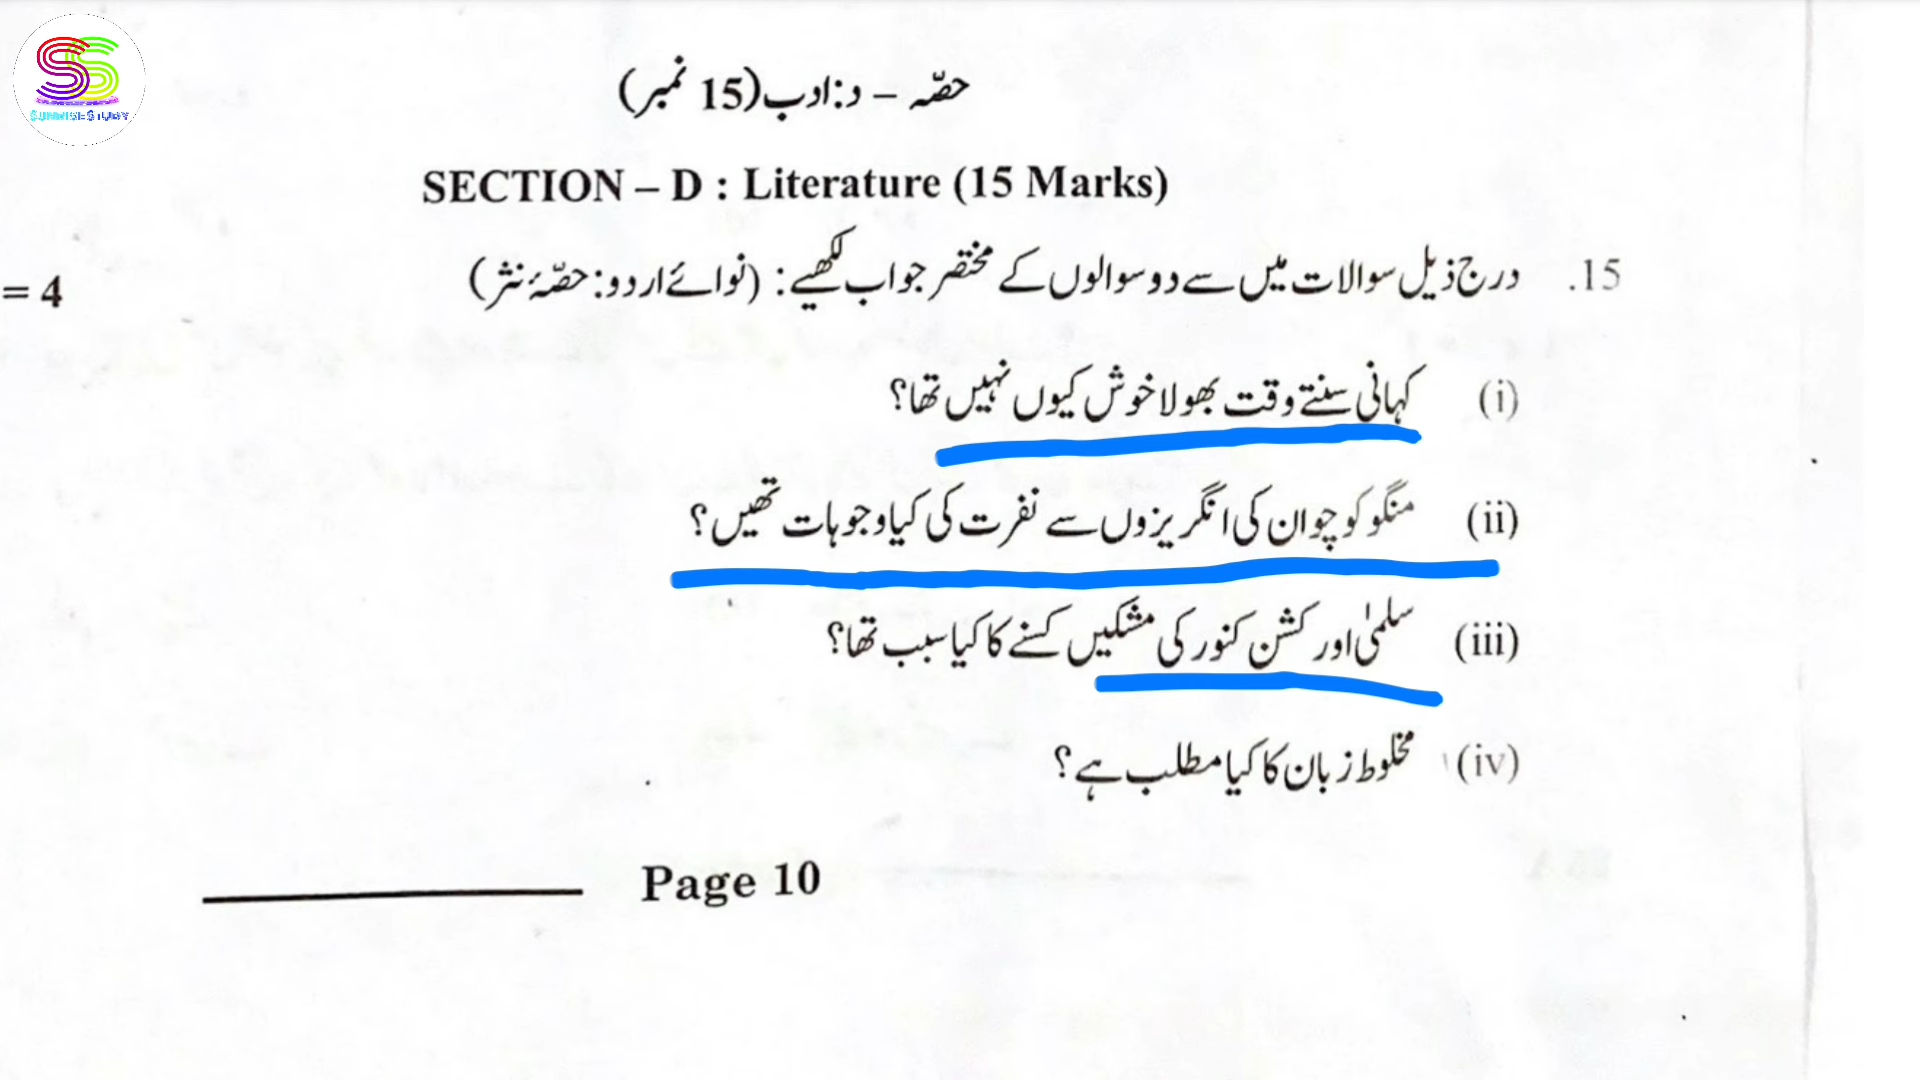 SS
SUNRISE STUDY
حصّہ – د: ادب (15 نمبر)
SECTION – D : Literature (15 Marks)
15. درج ذیل سوالات میں سے دو سوالوں کے مختصر جواب لکھیے: (نوائے اردو: حصّۂ نثر)
= 4
(i) کہانی سنتے وقت بھولا خوش کیوں نہیں تھا؟
(ii) منگو کوچوان کی انگریزوں سے نفرت کی کیا وجوہات تھیں؟
(iii) سلمیٰ اور کشن کنور کی مشکیں کسنے کا کیا سبب تھا؟
(iv) مخلوط زبان کا کیا مطلب ہے؟
Page 10